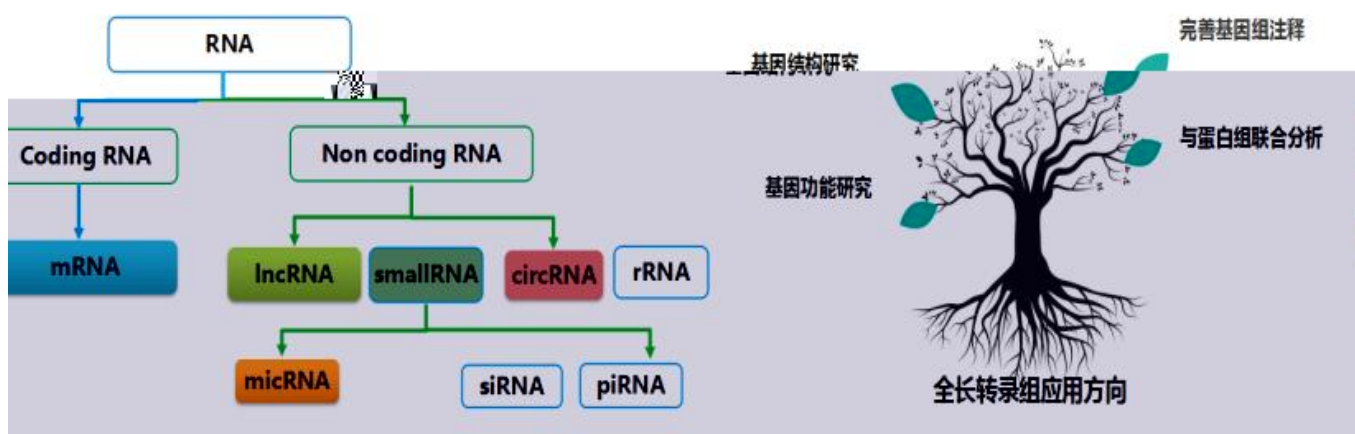 RNA
Coding RNA
Non coding RNA
mRNA
lncRNA
smallRNA
circRNA
rRNA
micRNA
siRNA
piRNA
完善基因组注释
基因结构研究
与蛋白组联合分析
基因功能研究
全长转录组应用方向